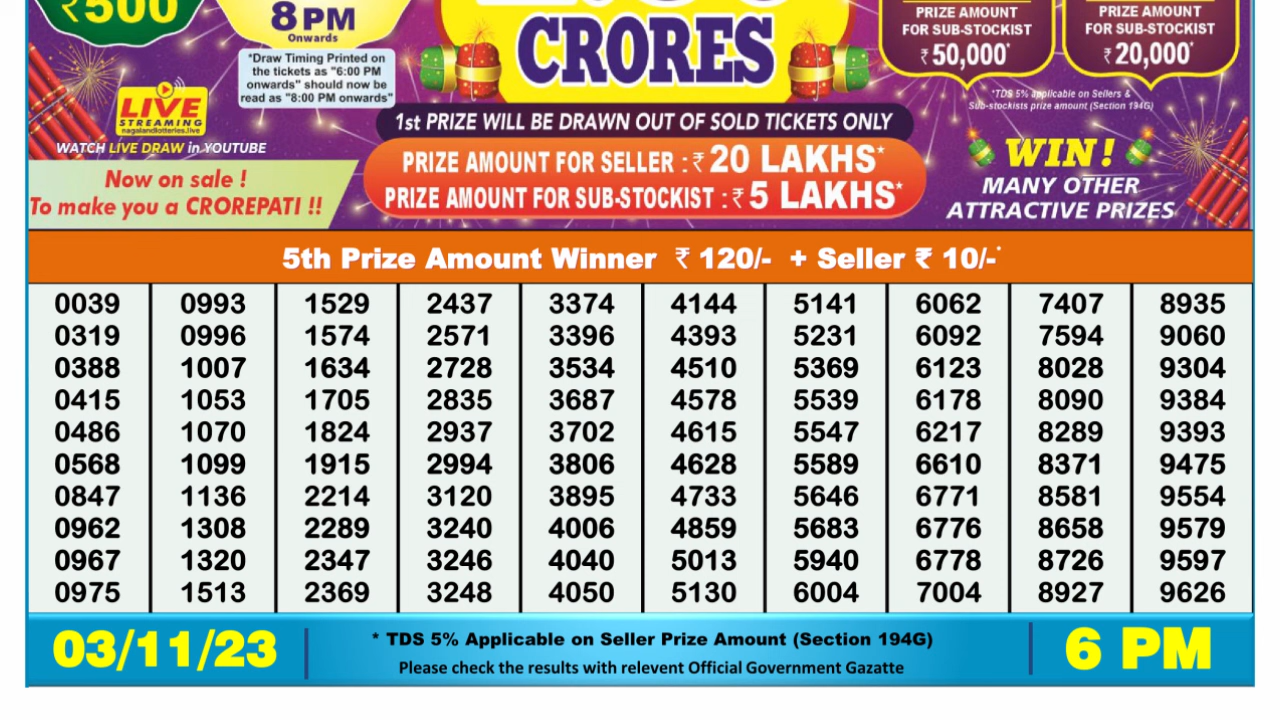 ₹500
8 PM
Onwards
*Draw Timing Printed on
the tickets as "6:00 PM
onwards" should now be
read as "8:00 PM onwards"
LIVE
STREAMING
nagalandlotteries.live
WATCH LIVE DRAW in YOUTUBE
Now on sale !
To make you a CROREPATI !!
CRORES
1st PRIZE WILL BE DRAWN OUT OF SOLD TICKETS ONLY
PRIZE AMOUNT FOR SELLER : ₹ 20 LAKHS*
PRIZE AMOUNT FOR SUB-STOCKIST : ₹ 5 LAKHS*
PRIZE AMOUNT
FOR SUB-STOCKIST
₹ 50,000*
PRIZE AMOUNT
FOR SUB-STOCKIST
₹ 20,000*
*TDS 5% applicable on Sellers &
Sub-stockists prize amount (Section 194G)
WIN !
MANY OTHER
ATTRACTIVE PRIZES
5th Prize Amount Winner ₹ 120/- + Seller ₹ 10/-*
0039 0993 1529 2437 3374 4144 5141 6062 7407 8935
0319 0996 1574 2571 3396 4393 5231 6092 7594 9060
0388 1007 1634 2728 3534 4510 5369 6123 8028 9304
0415 1053 1705 2835 3687 4578 5539 6178 8090 9384
0486 1070 1824 2937 3702 4615 5547 6217 8289 9393
0568 1099 1915 2994 3806 4628 5589 6610 8371 9475
0847 1136 2214 3120 3895 4733 5646 6771 8581 9554
0962 1308 2289 3240 4006 4859 5683 6776 8658 9579
0967 1320 2347 3246 4040 5013 5940 6778 8726 9597
0975 1513 2369 3248 4050 5130 6004 7004 8927 9626
03/11/23
* TDS 5% Applicable on Seller Prize Amount (Section 194G)
Please check the results with relevent Official Government Gazatte
6 PM